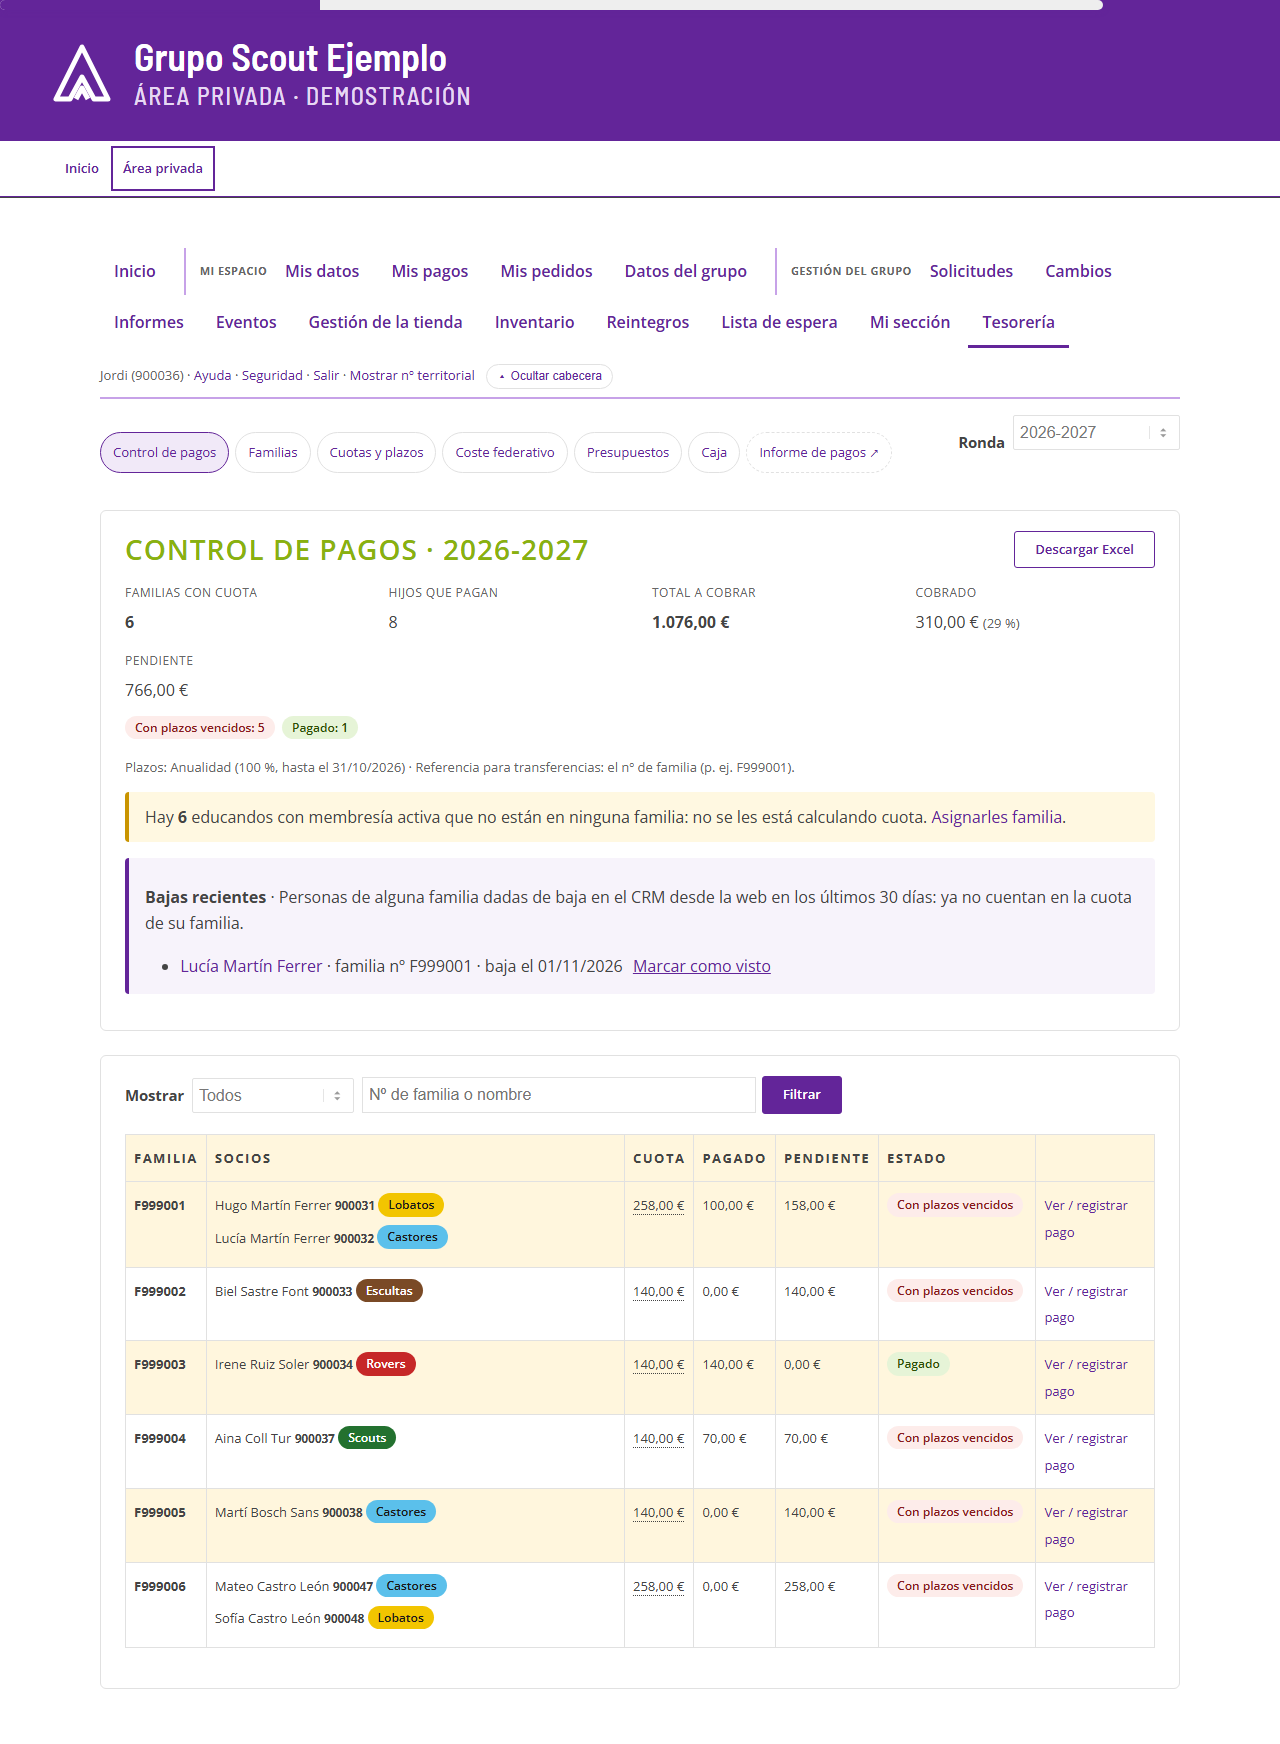 Grupo Scout Ejemplo
ÁREA PRIVADA · DEMOSTRACIÓN
Inicio Área privada
Inicio MI ESPACIO Mis datos Mis pagos Mis pedidos Datos del grupo GESTIÓN DEL GRUPO Solicitudes Cambios
Informes Eventos Gestión de la tienda Inventario Reintegros Lista de espera Mi sección Tesorería
Jordi (900036) · Ayuda · Seguridad · Salir · Mostrar nº territorial ▴ Ocultar cabecera
Control de pagos Familias Cuotas y plazos Coste federativo Presupuestos Caja Informe de pagos ↗ Ronda 2026-2027
CONTROL DE PAGOS · 2026-2027 Descargar Excel
FAMILIAS CON CUOTA HIJOS QUE PAGAN TOTAL A COBRAR COBRADO
6 8 1.076,00 € 310,00 € (29 %)
PENDIENTE
766,00 €
Con plazos vencidos: 5 Pagado: 1
Plazos: Anualidad (100 %, hasta el 31/10/2026) · Referencia para transferencias: el nº de familia (p. ej. F999001).
Hay 6 educandos con membresía activa que no están en ninguna familia: no se les está calculando cuota. Asignarles familia.
Bajas recientes · Personas de alguna familia dadas de baja en el CRM desde la web en los últimos 30 días: ya no cuentan en la cuota
de su familia.
• Lucía Martín Ferrer · familia nº F999001 · baja el 01/11/2026 Marcar como visto
Mostrar Todos Nº de familia o nombre Filtrar
FAMILIA SOCIOS CUOTA PAGADO PENDIENTE ESTADO
F999001 Hugo Martín Ferrer 900031 Lobatos 258,00 € 100,00 € 158,00 € Con plazos vencidos Ver / registrar
Lucía Martín Ferrer 900032 Castores pago
F999002 Biel Sastre Font 900033 Escultas 140,00 € 0,00 € 140,00 € Con plazos vencidos Ver / registrar
pago
F999003 Irene Ruiz Soler 900034 Rovers 140,00 € 140,00 € 0,00 € Pagado Ver / registrar
pago
F999004 Aina Coll Tur 900037 Scouts 140,00 € 70,00 € 70,00 € Con plazos vencidos Ver / registrar
pago
F999005 Martí Bosch Sans 900038 Castores 140,00 € 0,00 € 140,00 € Con plazos vencidos Ver / registrar
pago
F999006 Mateo Castro León 900047 Castores 258,00 € 0,00 € 258,00 € Con plazos vencidos Ver / registrar
Sofía Castro León 900048 Lobatos pago